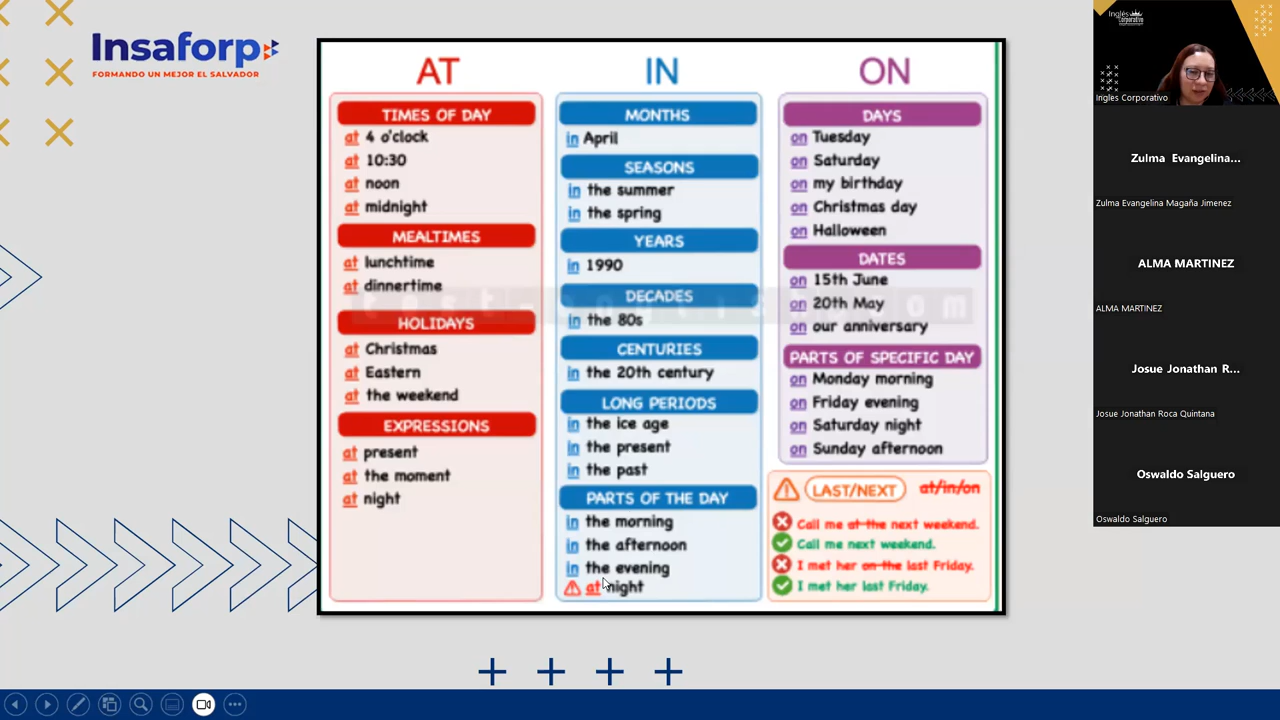 Insaforp
FORMANDO UN MEJOR EL SALVADOR
AT
TIMES OF DAY
at 4 o'clock
at 10:30
at noon
at midnight
MEALTIMES
at lunchtime
at dinnertime
HOLIDAYS
at Christmas
at Eastern
at the weekend
EXPRESSIONS
at present
at the moment
at night
IN
MONTHS
in April
SEASONS
in the summer
in the spring
YEARS
in 1990
DECADES
in the 80s
CENTURIES
in the 20th century
LONG PERIODS
in the ice age
in the present
in the past
PARTS OF THE DAY
in the morning
in the afternoon
in the evening
at night
ON
DAYS
on Tuesday
on Saturday
on my birthday
on Christmas day
on Halloween
DATES
on 15th June
on 20th May
on our anniversary
PARTS OF SPECIFIC DAY
on Monday morning
on Friday evening
on Saturday night
on Sunday afternoon
LAST/NEXT at/in/on
Call me at the next weekend.
Call me next weekend.
I met her on the last Friday.
I met her last Friday.
Inglés
Corporativo
Ingles Corporativo
Zulma Evangelina...
Zulma Evangelina Magaña Jimenez
ALMA MARTINEZ
ALMA MARTINEZ
Josue Jonathan R...
Josue Jonathan Roca Quintana
Oswaldo Salguero
Oswaldo Salguero